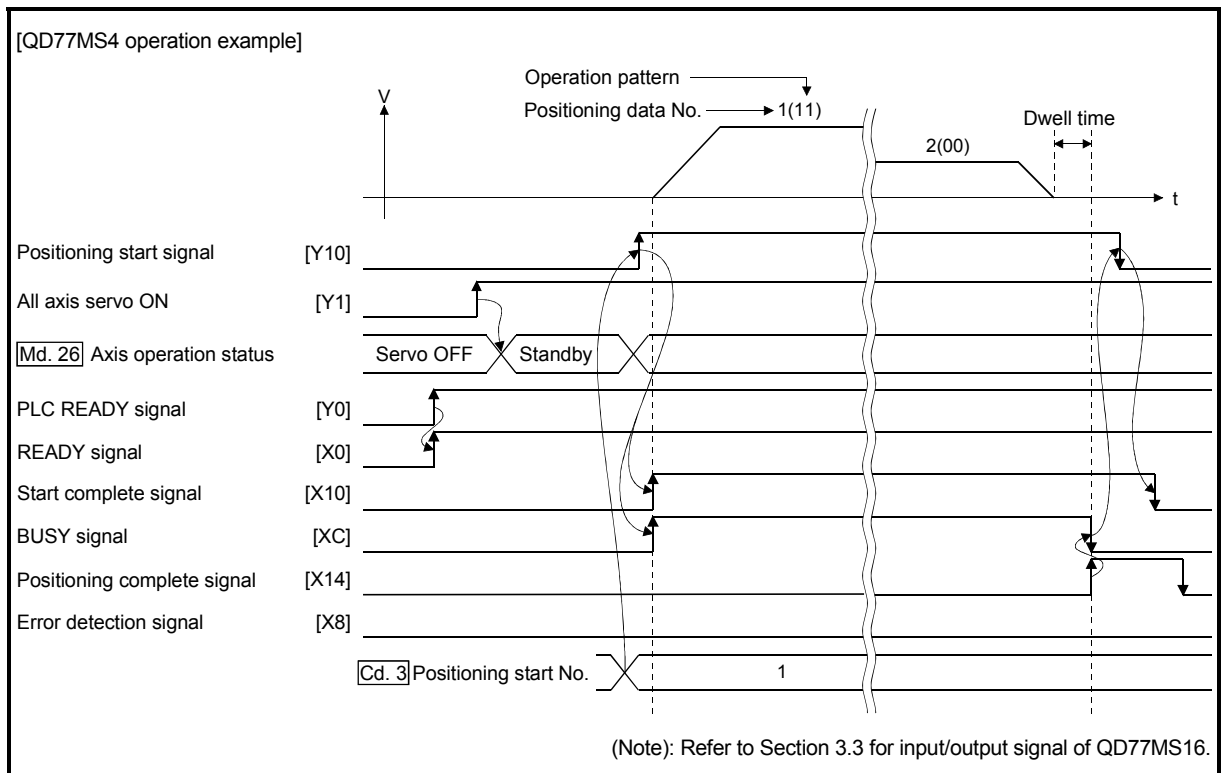 [QD77MS4 operation example]
Operation pattern
V
Positioning data No.
1(11)
Dwell time
2(00)
t
Positioning start signal [Y10]
All axis servo ON [Y1]
Md. 26 Axis operation status
Servo OFF
Standby
PLC READY signal [Y0]
READY signal [X0]
Start complete signal [X10]
BUSY signal [XC]
Positioning complete signal [X14]
Error detection signal [X8]
Cd. 3 Positioning start No.
1
(Note): Refer to Section 3.3 for input/output signal of QD77MS16.